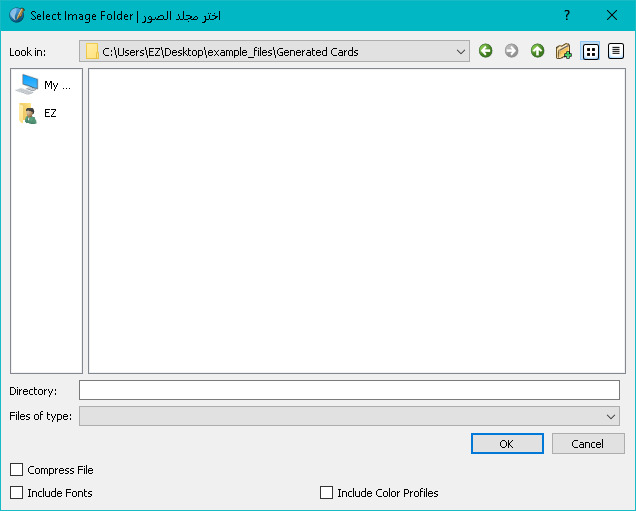 Select Image Folder | اختر مجلد الصور
?
Look in: C:\Users\EZ\Desktop\example_files\Generated Cards
My ...
EZ
Directory:
Files of type:
OK Cancel
Compress File
Include Fonts Include Color Profiles